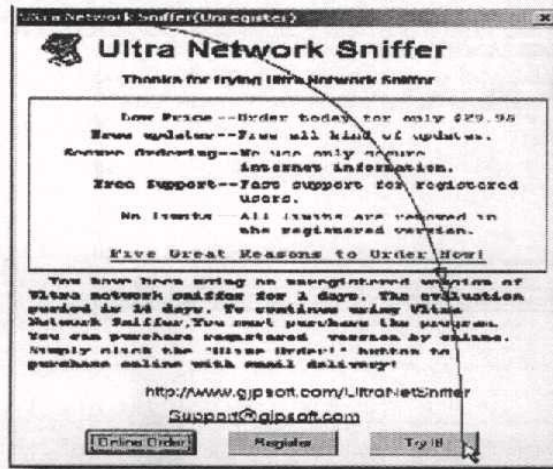 Ultra Network Sniffer(Unregister)
Ultra Network Sniffer
Thanks for trying Ultra Network Sniffer
Low Price--Order today for only $29.95
Free updates--Free all kind of updates.
Secure Ordering--We use only secure
internet information.
Free Support--Fast support for registered
users.
No limits All limits are removed in
the registered version.
Five Great Reasons to Order Now!
You have been using an unregistered version of
Ultra network sniffer for 1 days. The evaluation
period is 14 days. To continue using Ultra
Network Sniffer,You must purchase the program.
You can purchase registered version by online.
Simply click the " Order!" button to
purchase online with email delivery!
http://www.gjpsoft.com/UltraNetSniffer
Support@gjpsoft.com
Online Order Register Try It!